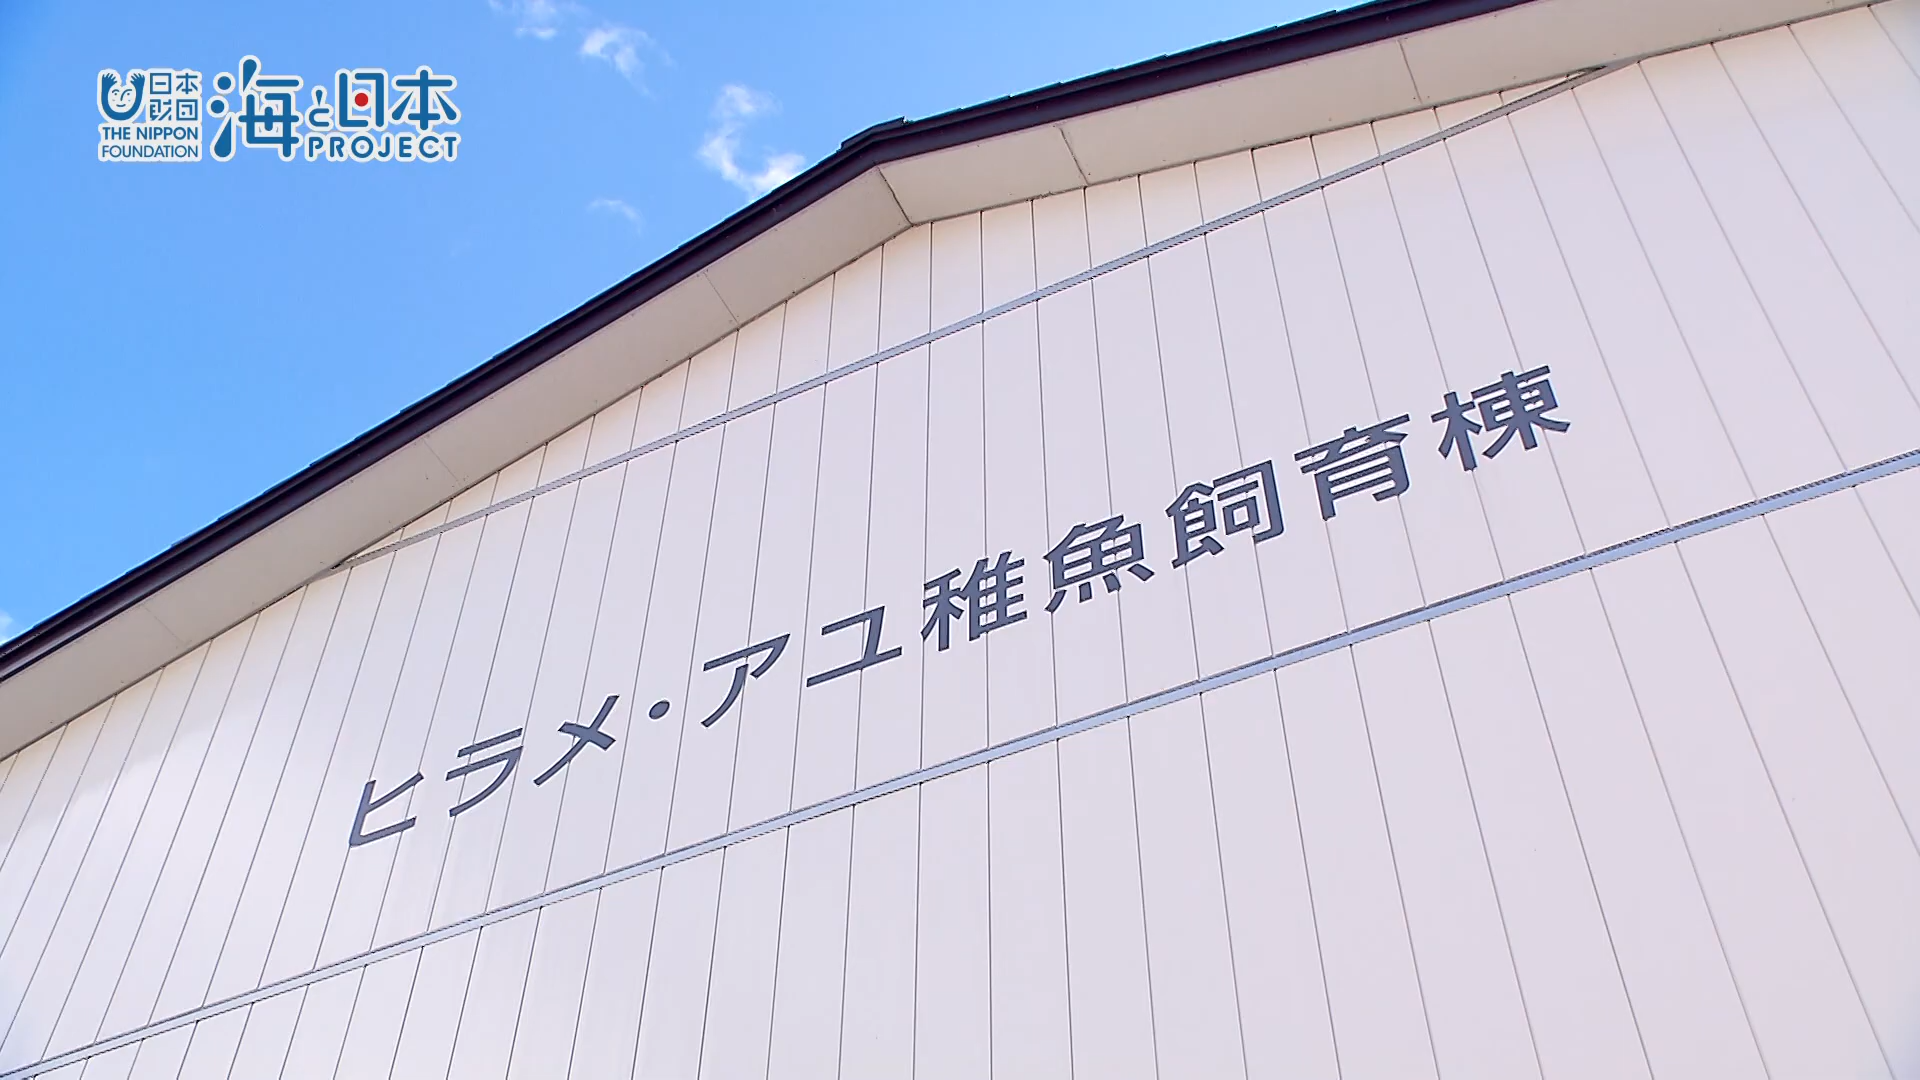 日本
財団
THE NIPPON
FOUNDATION
海と日本
PROJECT
ヒラメ・アユ稚魚飼育棟